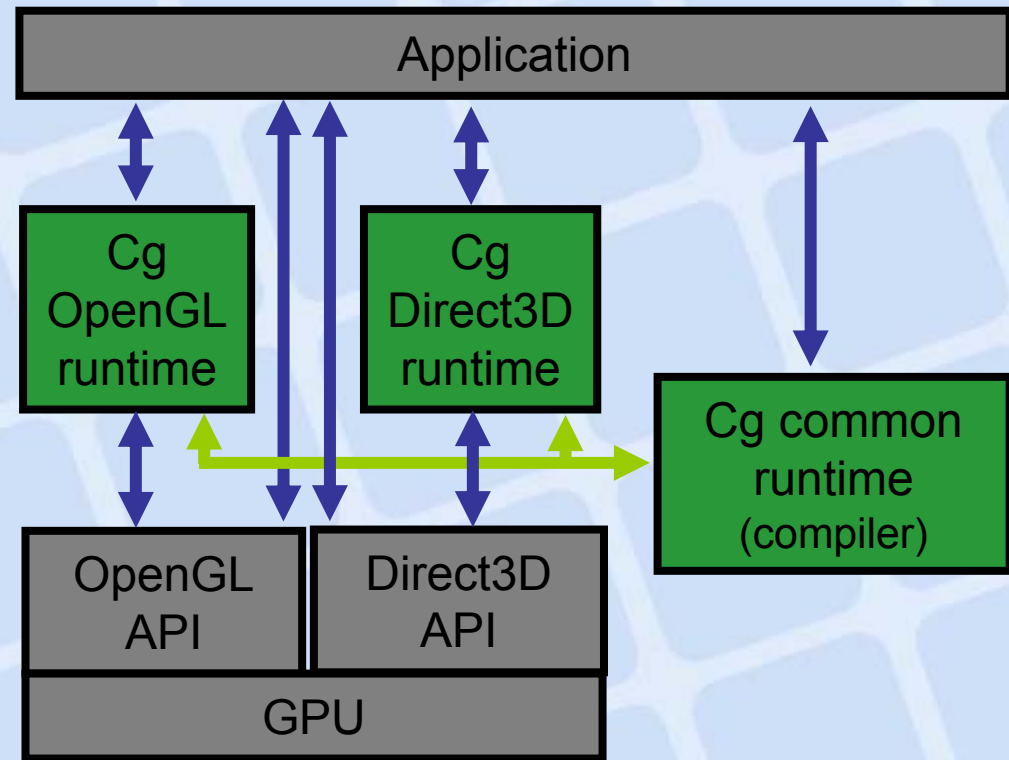 Application
Cg
OpenGL
runtime
Cg
Direct3D
runtime
Cg common
runtime
(compiler)
OpenGL
API
Direct3D
API
GPU